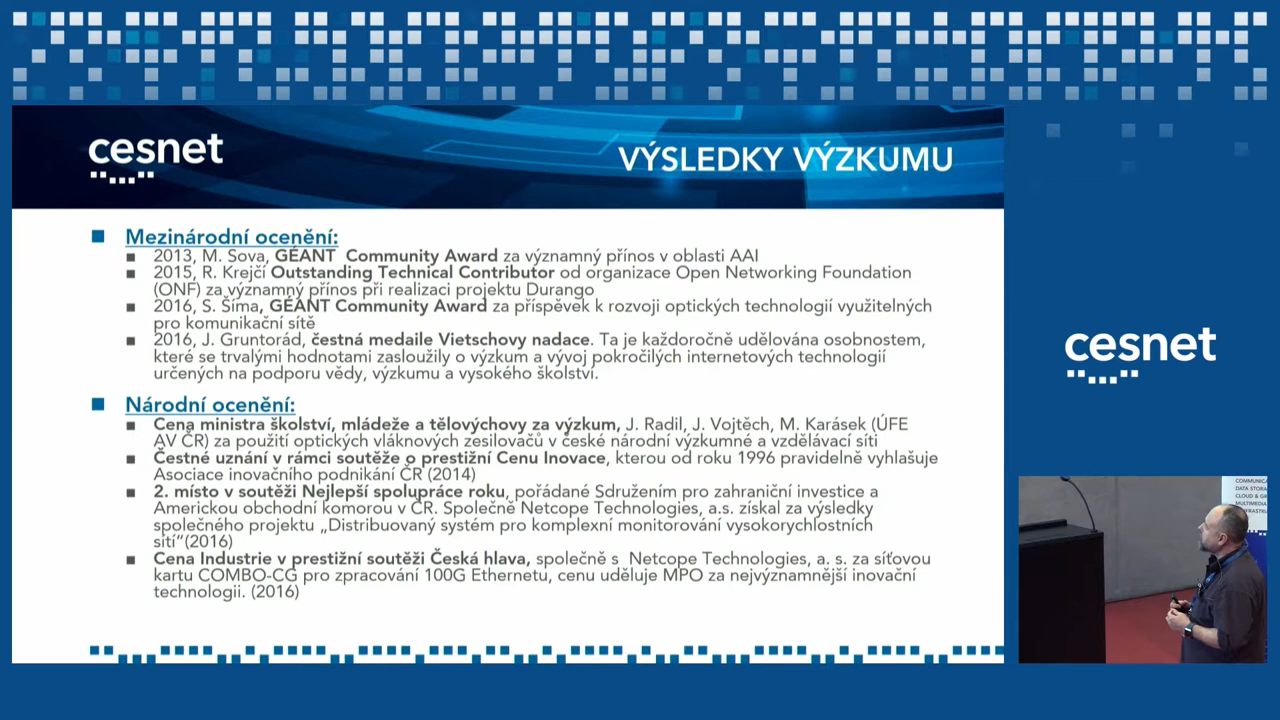 cesnet
VÝSLEDKY VÝZKUMU
Mezinárodní ocenění:
2013, M. Sova, GÉANT Community Award za významný přínos v oblasti AAI
2015, R. Krejčí Outstanding Technical Contributor od organizace Open Networking Foundation
(ONF) za významný přínos při realizaci projektu Durango
2016, S. Šíma, GÉANT Community Award za příspěvek k rozvoji optických technologií využitelných
pro komunikační sítě
2016, J. Gruntorád, čestná medaile Vietschovy nadace. Ta je každoročně udělována osobnostem,
které se trvalými hodnotami zasloužily o výzkum a vývoj pokročilých internetových technologií
určených na podporu vědy, výzkumu a vysokého školství.
Národní ocenění:
Cena ministra školství, mládeže a tělovýchovy za výzkum, J. Radil, J. Vojtěch, M. Karásek (ÚFE
AV ČR) za použití optických vláknových zesilovačů v české národní výzkumné a vzdělávací síti
Čestné uznání v rámci soutěže o prestižní Cenu Inovace, kterou od roku 1996 pravidelně vyhlašuje
Asociace inovačního podnikání ČR (2014)
2. místo v soutěži Nejlepší spolupráce roku, pořádané Sdružením pro zahraniční investice a
Americkou obchodní komorou v ČR. Společně Netcope Technologies, a.s. získal za výsledky
společného projektu „Distribuovaný systém pro komplexní monitorování vysokorychlostních
sítí“(2016)
Cena Industrie v prestižní soutěži Česká hlava, společně s Netcope Technologies, a. s. za síťovou
kartu COMBO-CG pro zpracování 100G Ethernetu, cenu uděluje MPO za nejvýznamnější inovační
technologii. (2016)
cesnet
COMMUNICA
DATA STORA
CLOUD & GR
MULTIMEDI